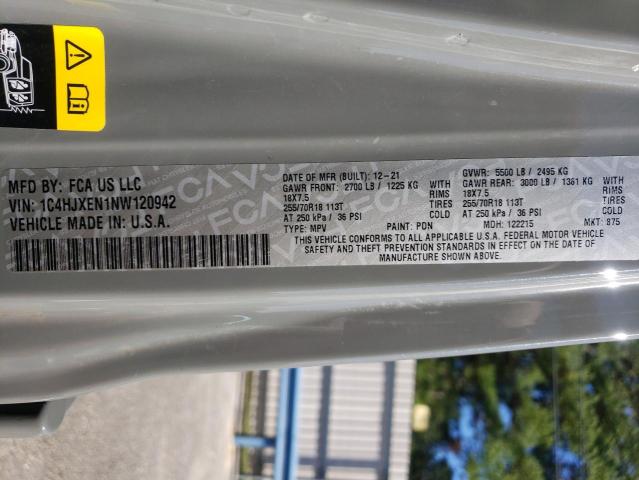 MFD BY: FCA US LLC
VIN: 1C4HJXEN1NW120942
VEHICLE MADE IN U.S.A.
DATE OF MFR (BUILT): 12-21
GAWR FRONT: 2700 LB / 1225 KG WITH
18X7.5 RIMS
255/70R18 113T TIRES
AT 250 kPa / 36 PSI COLD
TYPE: MPV PAINT: PDN
GVWR: 5500 LB / 2495 KG
GAWR REAR: 3000 LB / 1361 KG WITH
18X7.5 RIMS
255/70R18 113T TIRES
AT 250 kPa / 36 PSI COLD
MDH: 122215 MKT: 875
THIS VEHICLE CONFORMS TO ALL APPLICABLE U.S.A. FEDERAL MOTOR VEHICLE
SAFETY AND THEFT PREVENTION STANDARDS IN EFFECT ON THE DATE OF
MANUFACTURE SHOWN ABOVE.